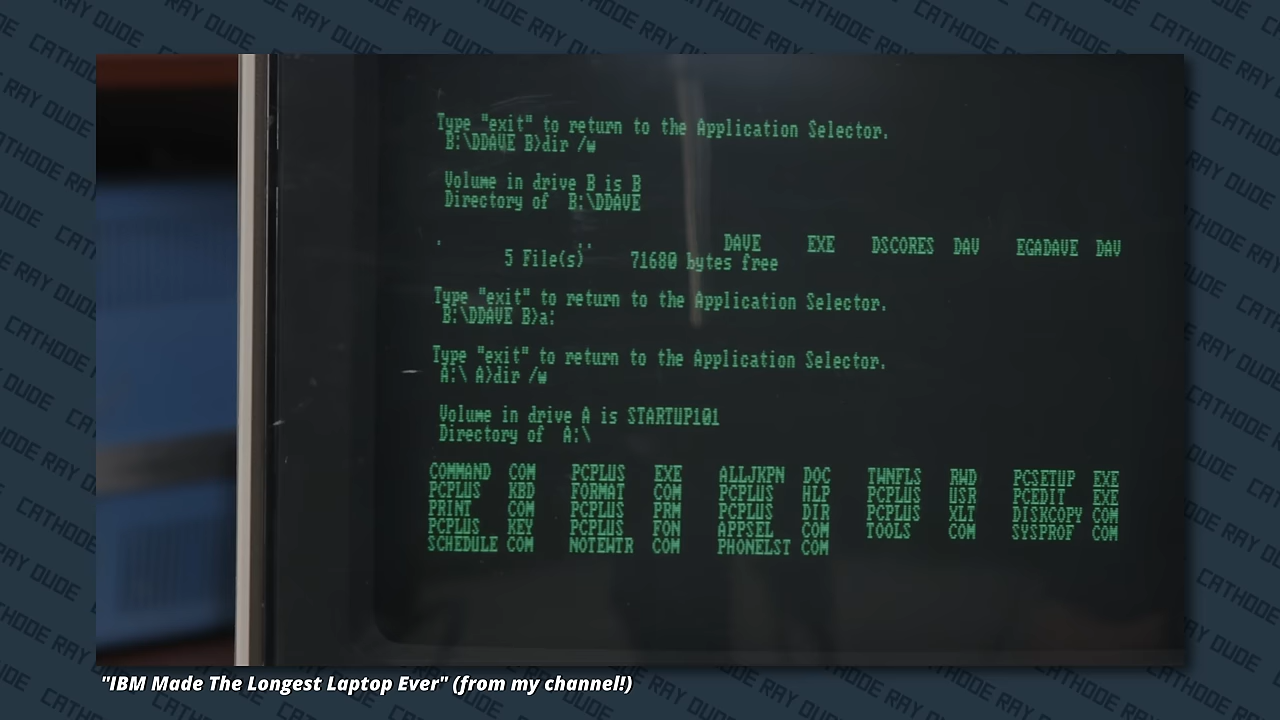 CATHODE RAY DUDE
Type "exit" to return to the Application Selector.
B:\DDAVE B>dir /w
Volume in drive B is B
Directory of B:\DDAVE
. .. DAVE EXE DSCORES DAV EGADAVE DAV
5 File(s) 71680 bytes free
Type "exit" to return to the Application Selector.
B:\DDAVE B>a:
Type "exit" to return to the Application Selector.
A:\ A>dir /w
Volume in drive A is STARTUP101
Directory of A:\
COMMAND COM PCPLUS EXE ALLJKPN DOC TWNFLS RWD PCSETUP EXE
PCPLUS KBD FORMAT COM PCPLUS HLP PCPLUS USR PCEDIT EXE
PRINT COM PCPLUS PRM PCPLUS DIR PCPLUS XLT DISKCOPY COM
PCPLUS KEY PCPLUS FON APPSEL COM TOOLS COM SYSPROF COM
SCHEDULE COM NOTEWTR COM PHONELST COM
"IBM Made The Longest Laptop Ever" (from my channel!)